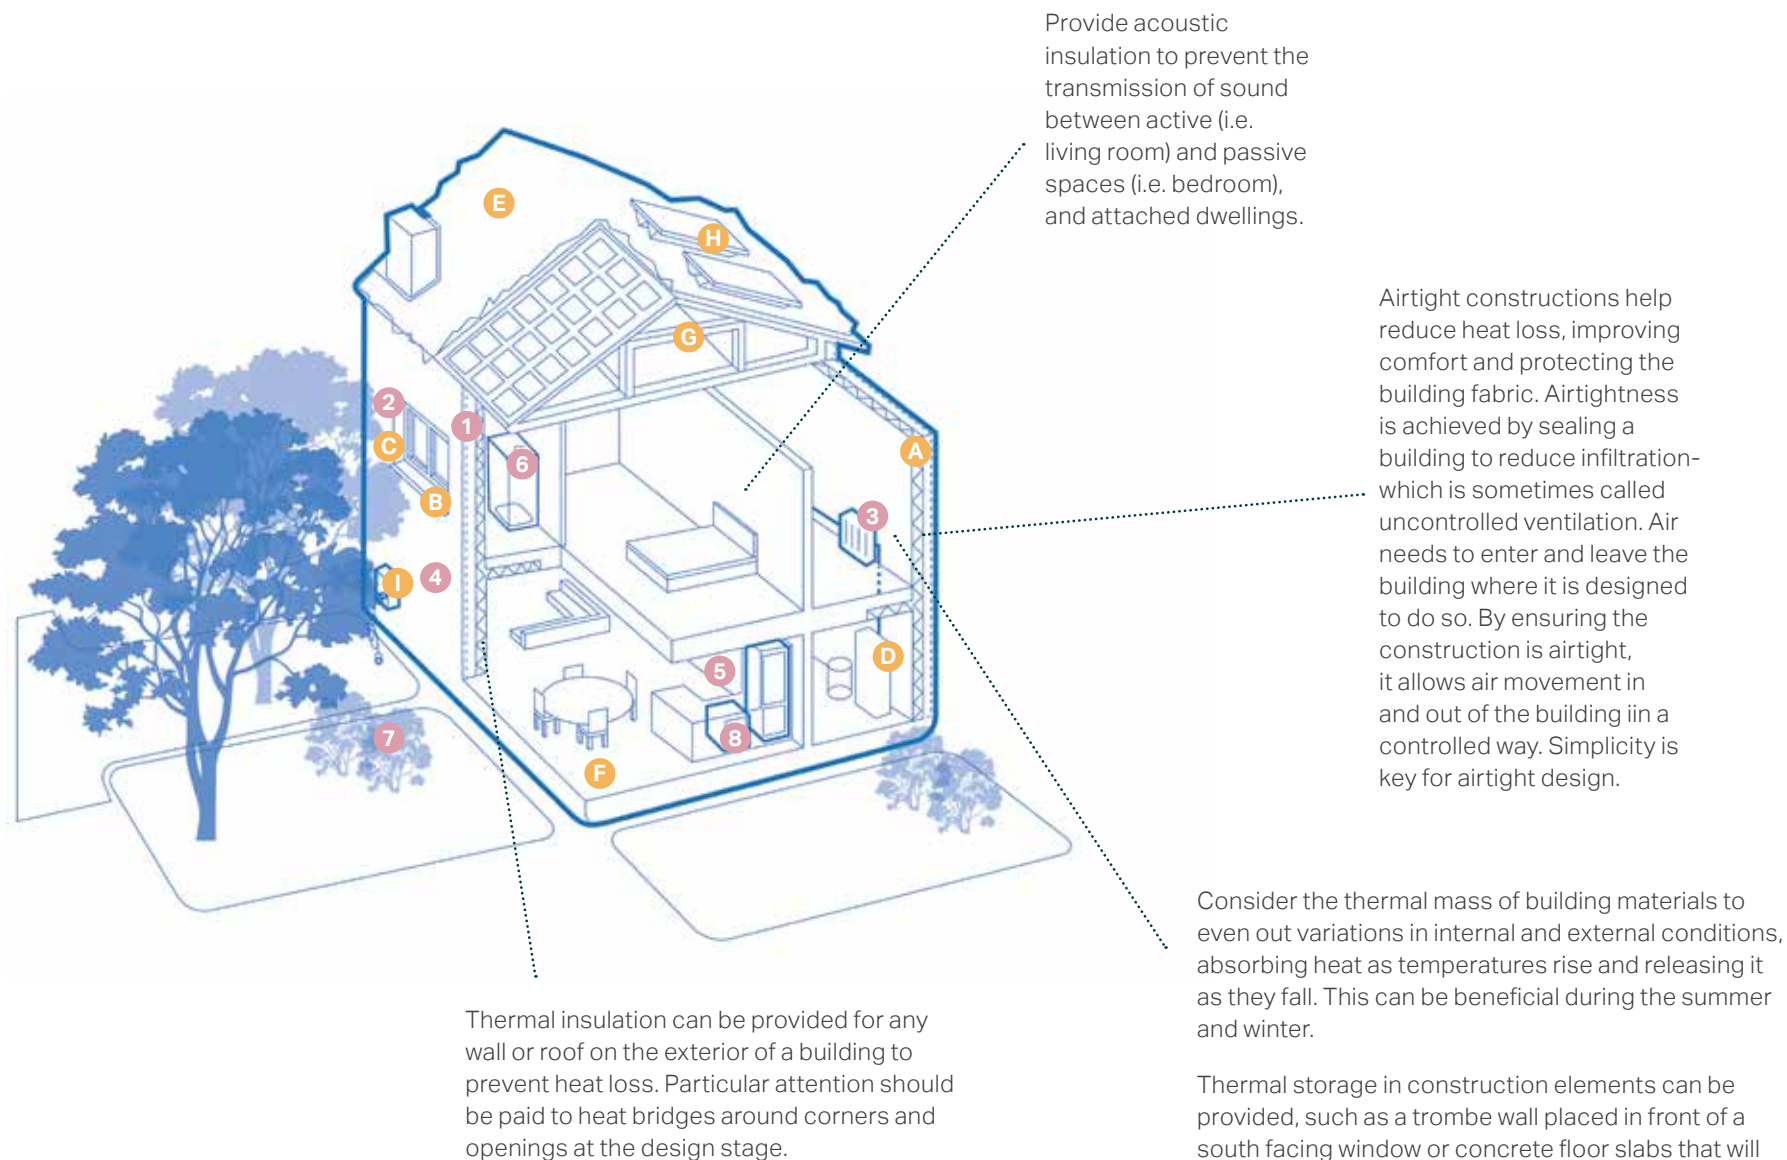 Provide acoustic
insulation to prevent the
transmission of sound
between active (i.e.
living room) and passive
spaces (i.e. bedroom),
and attached dwellings.
E
H
G
2
1
C
A
6
B
3
I
4
D
5
7
8
F
Airtight constructions help
reduce heat loss, improving
comfort and protecting the
building fabric. Airtightness
is achieved by sealing a
building to reduce infiltration-
which is sometimes called
uncontrolled ventilation. Air
needs to enter and leave the
building where it is designed
to do so. By ensuring the
construction is airtight,
it allows air movement in
and out of the building iin a
controlled way. Simplicity is
key for airtight design.
Consider the thermal mass of building materials to
even out variations in internal and external conditions,
absorbing heat as temperatures rise and releasing it
as they fall. This can be beneficial during the summer
and winter.
Thermal storage in construction elements can be
provided, such as a trombe wall placed in front of a
south facing window or concrete floor slabs that will
Thermal insulation can be provided for any
wall or roof on the exterior of a building to
prevent heat loss. Particular attention should
be paid to heat bridges around corners and
openings at the design stage.